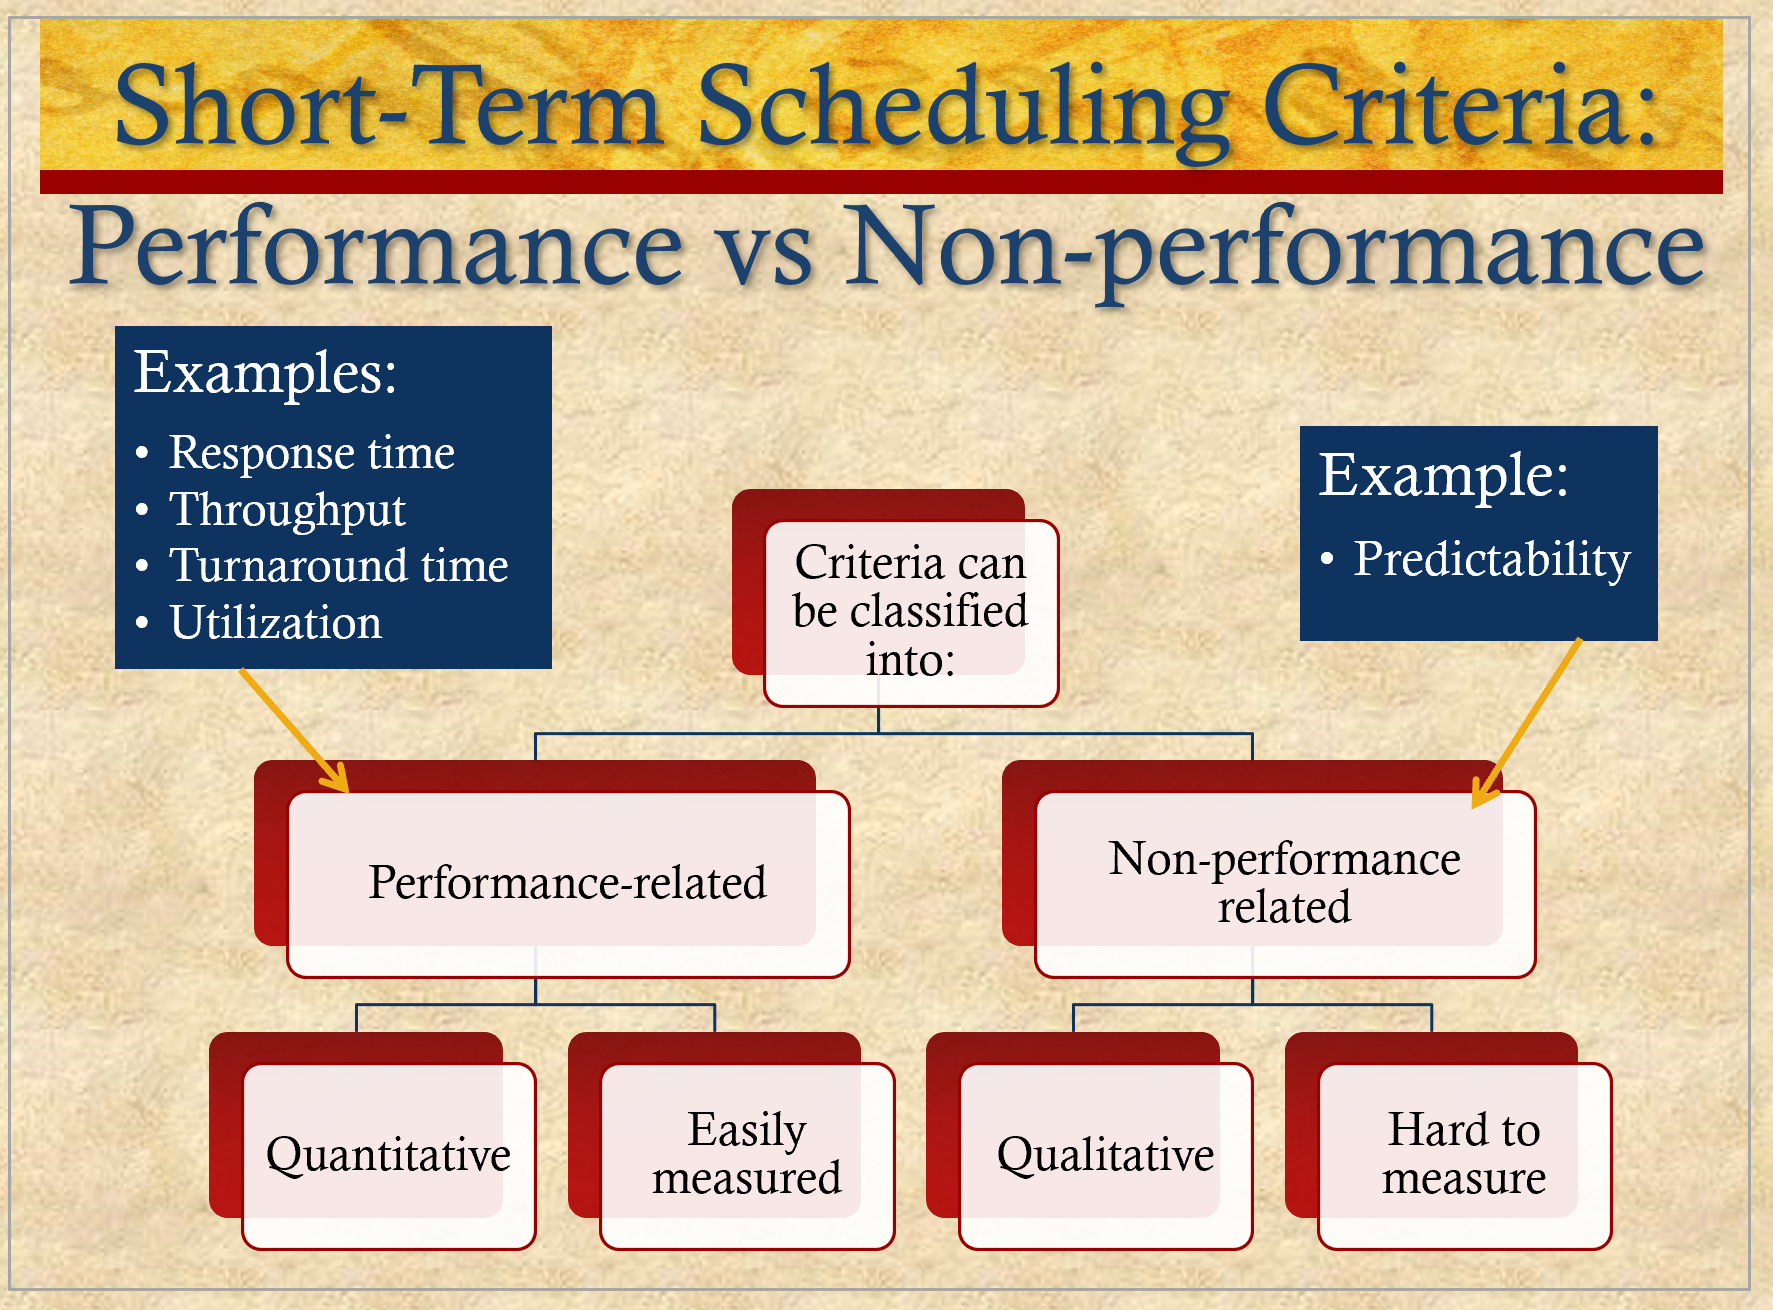 Short-Term Scheduling Criteria:
Performance vs Non-performance
Examples:
• Response time
• Throughput
• Turnaround time
• Utilization
Example:
• Predictability
Criteria can
be classified
into:
Performance-related
Non-performance
related
Quantitative
Easily
measured
Qualitative
Hard to
measure